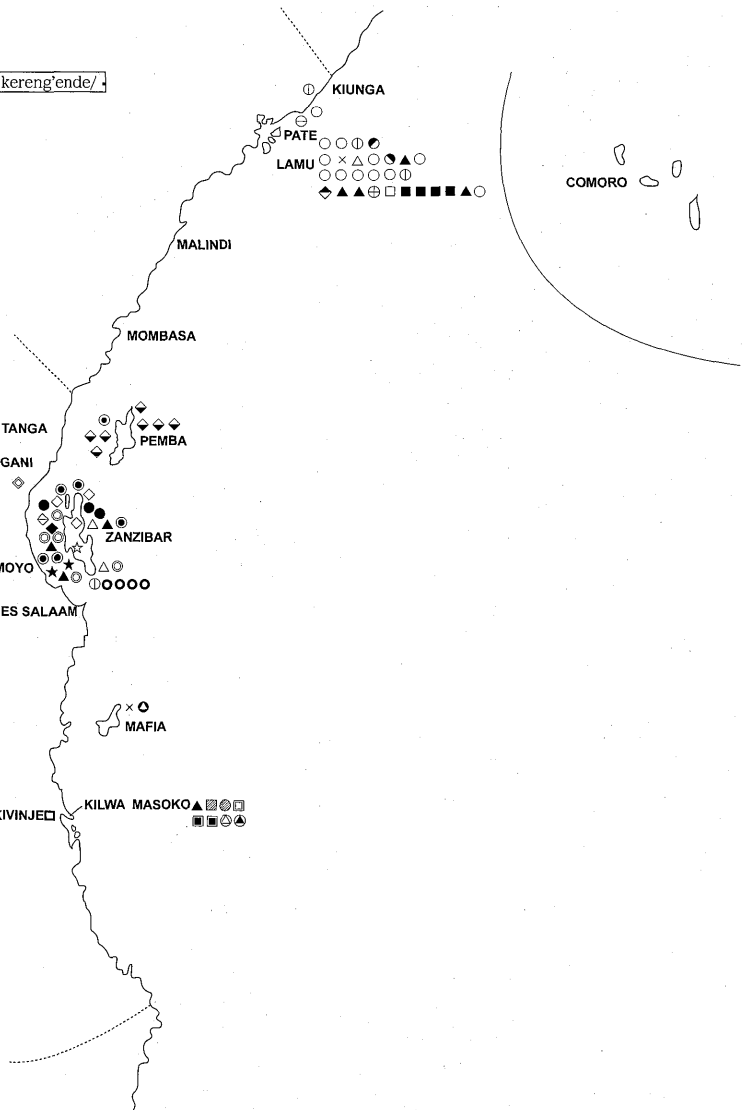 kereng'ende/
KIUNGA
PATE
LAMU
COMORO
MALINDI
MOMBASA
TANGA
PEMBA
GANI
ZANZIBAR
MOYO
ES SALAAM
MAFIA
KILWA MASOKO
KIVINJE